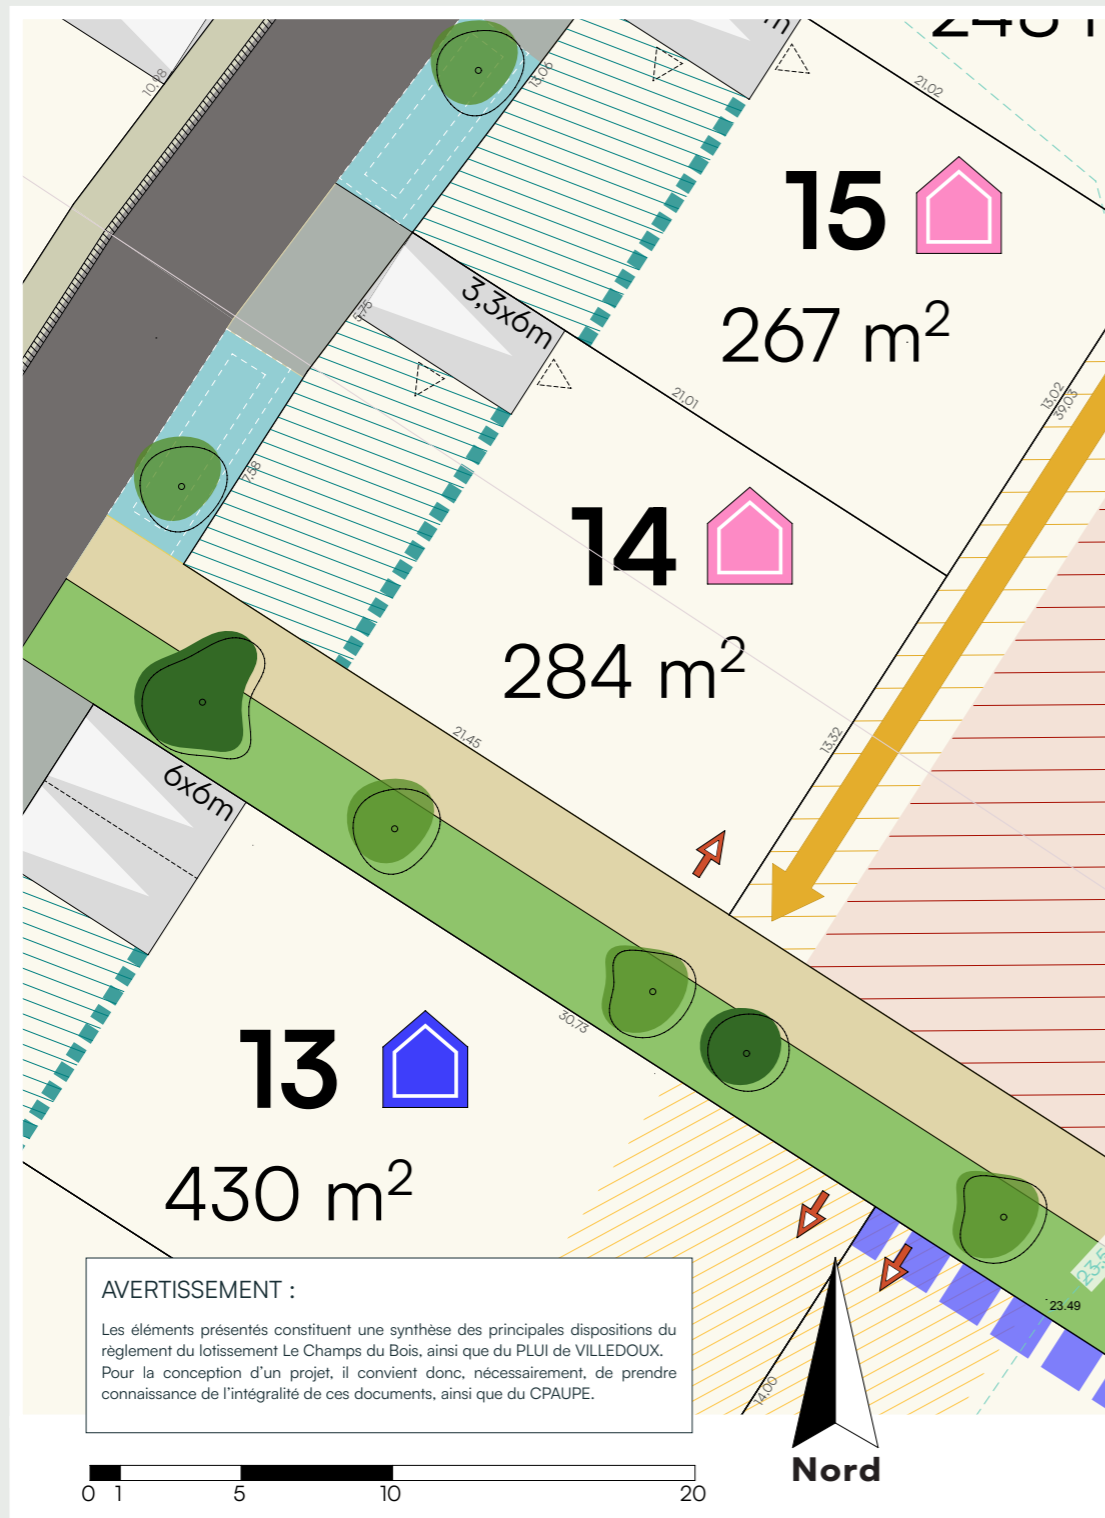 10,98
13,06
21,02
15
267 m²
3,3x6m
5,75
21,01
13,02
39,03
7,58
14
284 m²
21,45
13,32
6x6m
30,73
13
430 m²
23.49
14,00
AVERTISSEMENT :
Les éléments présentés constituent une synthèse des principales dispositions du
règlement du lotissement Le Champs du Bois, ainsi que du PLUI de VILLEDOUX.
Pour la conception d'un projet, il convient donc, nécessairement, de prendre
connaissance de l'intégralité de ces documents, ainsi que du CPAUPE.
Nord
0 1 5 10 20